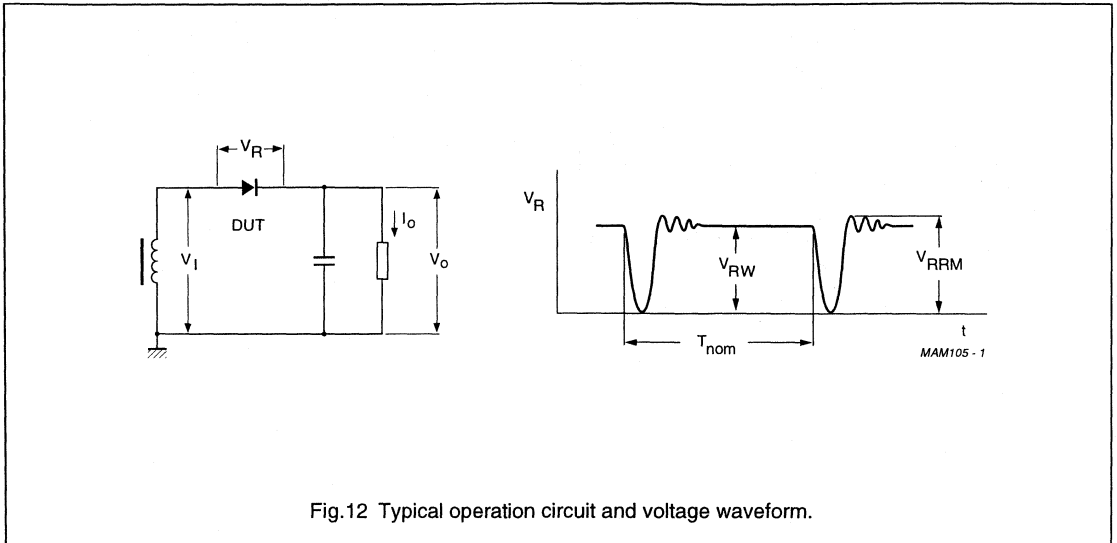 V_R
DUT
V_I
I_o
V_o
V_R
V_RW
V_RRM
T_nom
t
MAM105 - 1
Fig.12 Typical operation circuit and voltage waveform.